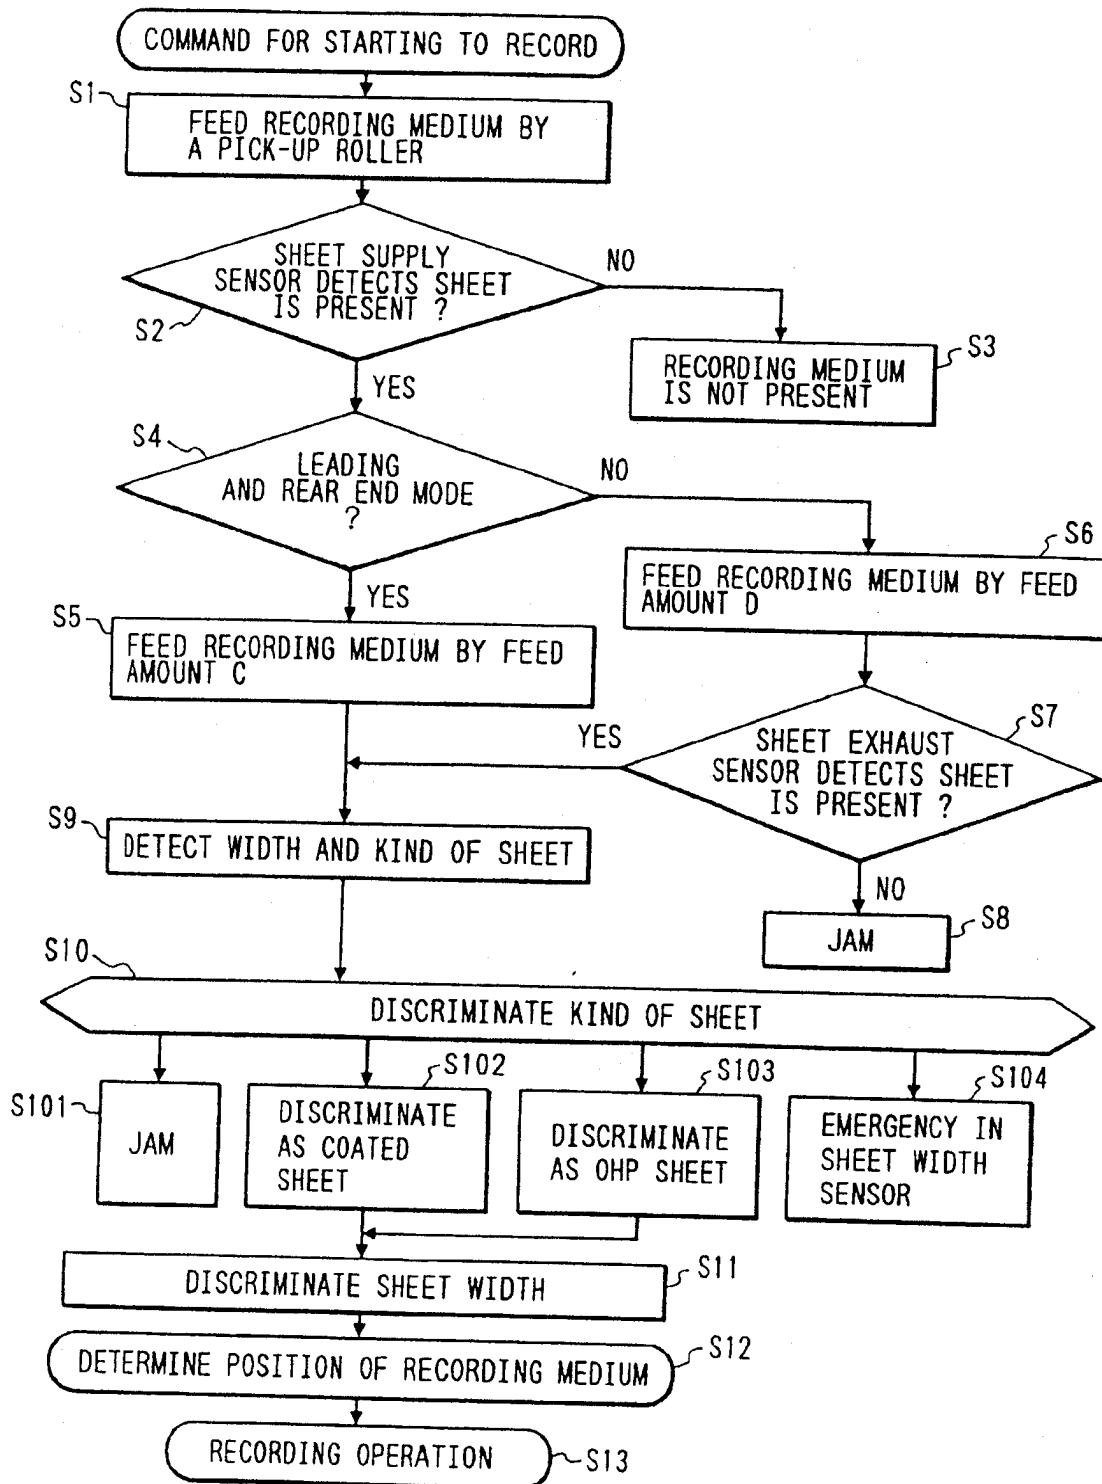 COMMAND FOR STARTING TO RECORD
S1
FEED RECORDING MEDIUM BY
A PICK-UP ROLLER
SHEET SUPPLY
SENSOR DETECTS SHEET
IS PRESENT ?
S2
NO
YES
S3
RECORDING MEDIUM
IS NOT PRESENT
S4
LEADING
AND REAR END MODE
?
NO
YES
S5
FEED RECORDING MEDIUM BY FEED
AMOUNT C
S6
FEED RECORDING MEDIUM BY FEED
AMOUNT D
S7
SHEET EXHAUST
SENSOR DETECTS SHEET
IS PRESENT ?
YES
NO
S8
JAM
S9
DETECT WIDTH AND KIND OF SHEET
S10
DISCRIMINATE KIND OF SHEET
S101
JAM
S102
DISCRIMINATE
AS COATED
SHEET
S103
DISCRIMINATE
AS OHP SHEET
S104
EMERGENCY IN
SHEET WIDTH
SENSOR
DISCRIMINATE SHEET WIDTH
S11
DETERMINE POSITION OF RECORDING MEDIUM
S12
RECORDING OPERATION
S13